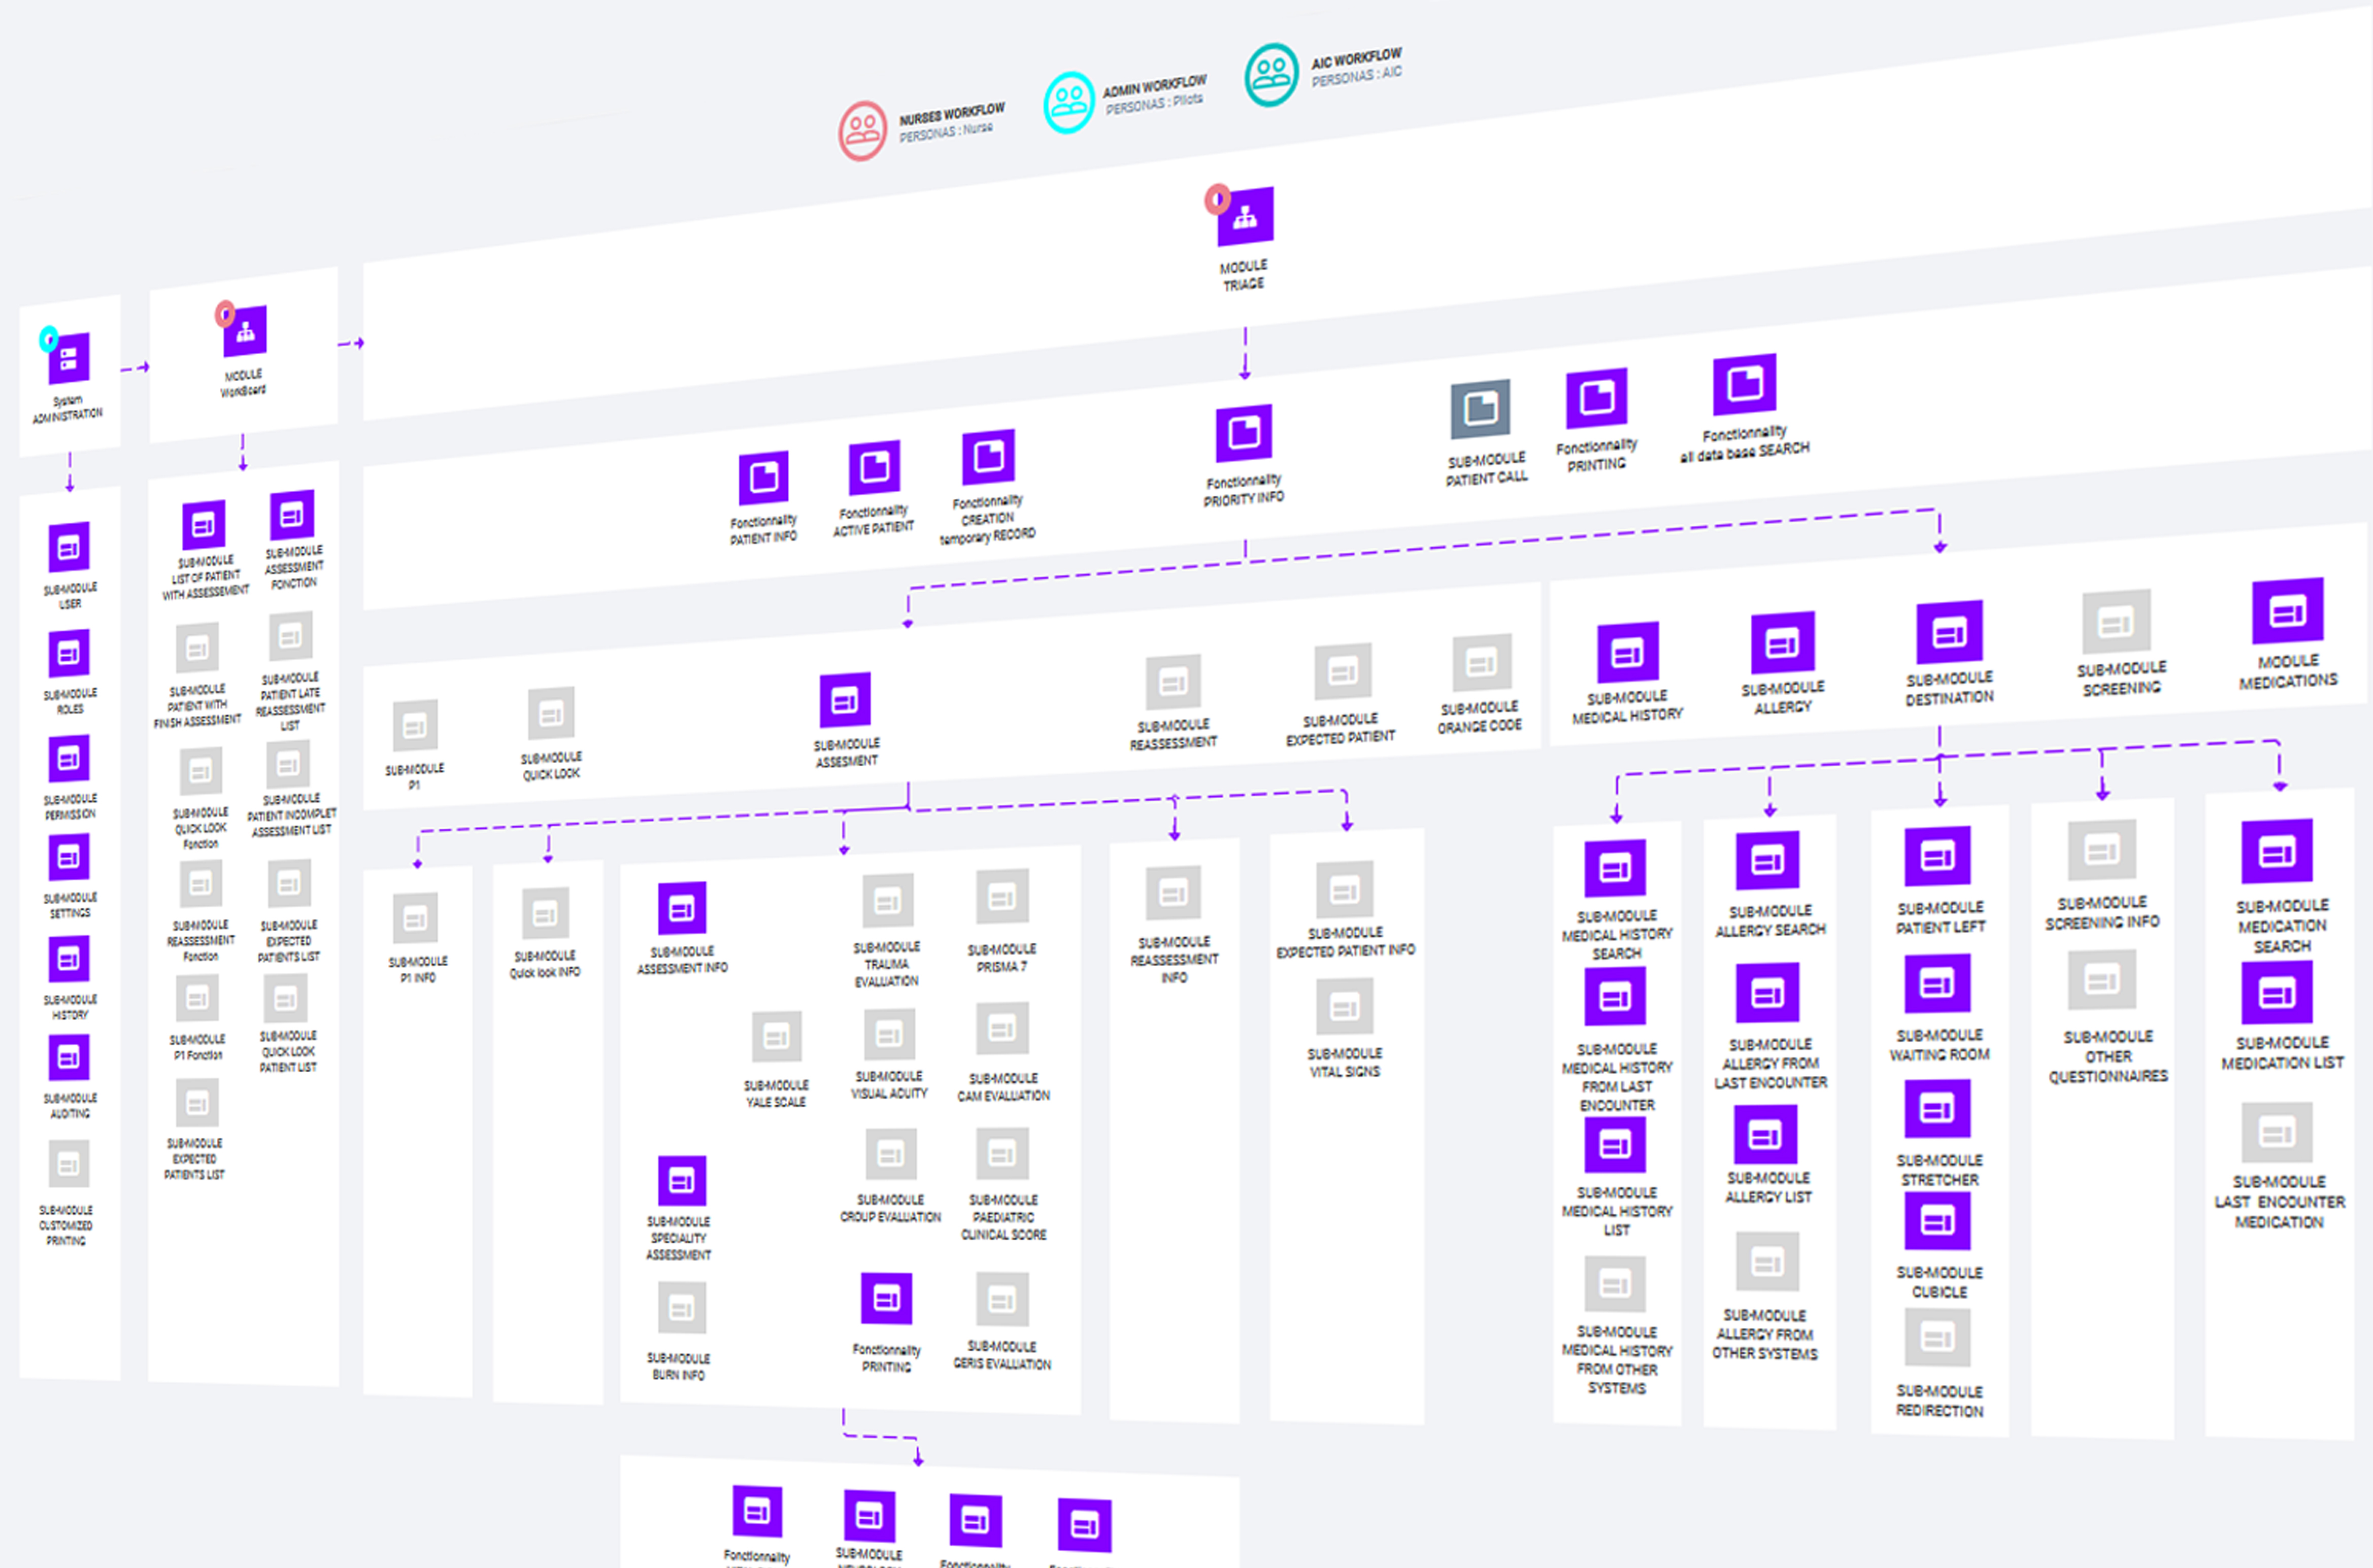 NURSES WORKFLOW
PERSONAS : Nurse
ADMIN WORKFLOW
PERSONAS : Pilots
AIC WORKFLOW
PERSONAS : AIC
System
ADMINISTRATION
MODULE
WorkBoard
MODULE
TRIAGE
Fonctionnality
PATIENT INFO
Fonctionnality
ACTIVE PATIENT
Fonctionnality
CREATION
temporary RECORD
Fonctionnality
PRIORITY INFO
SUB-MODULE
PATIENT CALL
Fonctionnality
PRINTING
Fonctionnality
all data base SEARCH
SUB-MODULE
USER
SUB-MODULE
ROLES
SUB-MODULE
PERMISSION
SUB-MODULE
SETTINGS
SUB-MODULE
HISTORY
SUB-MODULE
AUDITING
SUB-MODULE
CUSTOMIZED
PRINTING
SUB-MODULE
LIST OF PATIENT
WITH ASSESSEMENT
SUB-MODULE
ASSESSMENT
FONCTION
SUB-MODULE
PATIENT WITH
FINISH ASSESSMENT
SUB-MODULE
PATIENT LATE
REASSESSMENT
LIST
SUB-MODULE
QUICK LOOK
Fonction
SUB-MODULE
PATIENT INCOMPLET
ASSESSMENT LIST
SUB-MODULE
REASSESSMENT
Fonction
SUB-MODULE
EXPECTED
PATIENTS LIST
SUB-MODULE
P1 Fonction
SUB-MODULE
QUICK LOOK
PATIENT LIST
SUB-MODULE
EXPECTED
PATIENTS LIST
SUB-MODULE
P1
SUB-MODULE
QUICK LOOK
SUB-MODULE
ASSESMENT
SUB-MODULE
REASSESSMENT
SUB-MODULE
EXPECTED PATIENT
SUB-MODULE
ORANGE CODE
SUB-MODULE
MEDICAL HISTORY
SUB-MODULE
ALLERGY
SUB-MODULE
DESTINATION
SUB-MODULE
SCREENING
MODULE
MEDICATIONS
SUB-MODULE
P1 INFO
SUB-MODULE
Quick look INFO
SUB-MODULE
ASSESSMENT INFO
SUB-MODULE
TRAUMA
EVALUATION
SUB-MODULE
PRISMA 7
SUB-MODULE
YALE SCALE
SUB-MODULE
VISUAL ACUITY
SUB-MODULE
CAM EVALUATION
SUB-MODULE
SPECIALITY
ASSESSMENT
SUB-MODULE
CROUP EVALUATION
SUB-MODULE
PAEDIATRIC
CLINICAL SCORE
SUB-MODULE
BURN INFO
Fonctionnality
PRINTING
SUB-MODULE
GERIS EVALUATION
SUB-MODULE
REASSESSMENT
INFO
SUB-MODULE
EXPECTED PATIENT INFO
SUB-MODULE
VITAL SIGNS
SUB-MODULE
MEDICAL HISTORY
SEARCH
SUB-MODULE
MEDICAL HISTORY
FROM LAST
ENCOUNTER
SUB-MODULE
MEDICAL HISTORY
LIST
SUB-MODULE
MEDICAL HISTORY
FROM OTHER
SYSTEMS
SUB-MODULE
ALLERGY SEARCH
SUB-MODULE
ALLERGY FROM
LAST ENCOUNTER
SUB-MODULE
ALLERGY LIST
SUB-MODULE
ALLERGY FROM
OTHER SYSTEMS
SUB-MODULE
PATIENT LEFT
SUB-MODULE
WAITING ROOM
SUB-MODULE
STRETCHER
SUB-MODULE
CUBICLE
SUB-MODULE
REDIRECTION
SUB-MODULE
SCREENING INFO
SUB-MODULE
OTHER
QUESTIONNAIRES
SUB-MODULE
MEDICATION
SEARCH
SUB-MODULE
MEDICATION LIST
SUB-MODULE
LAST ENCOUNTER
MEDICATION
Fonctionnality
SUB-MODULE
Fonctionnality